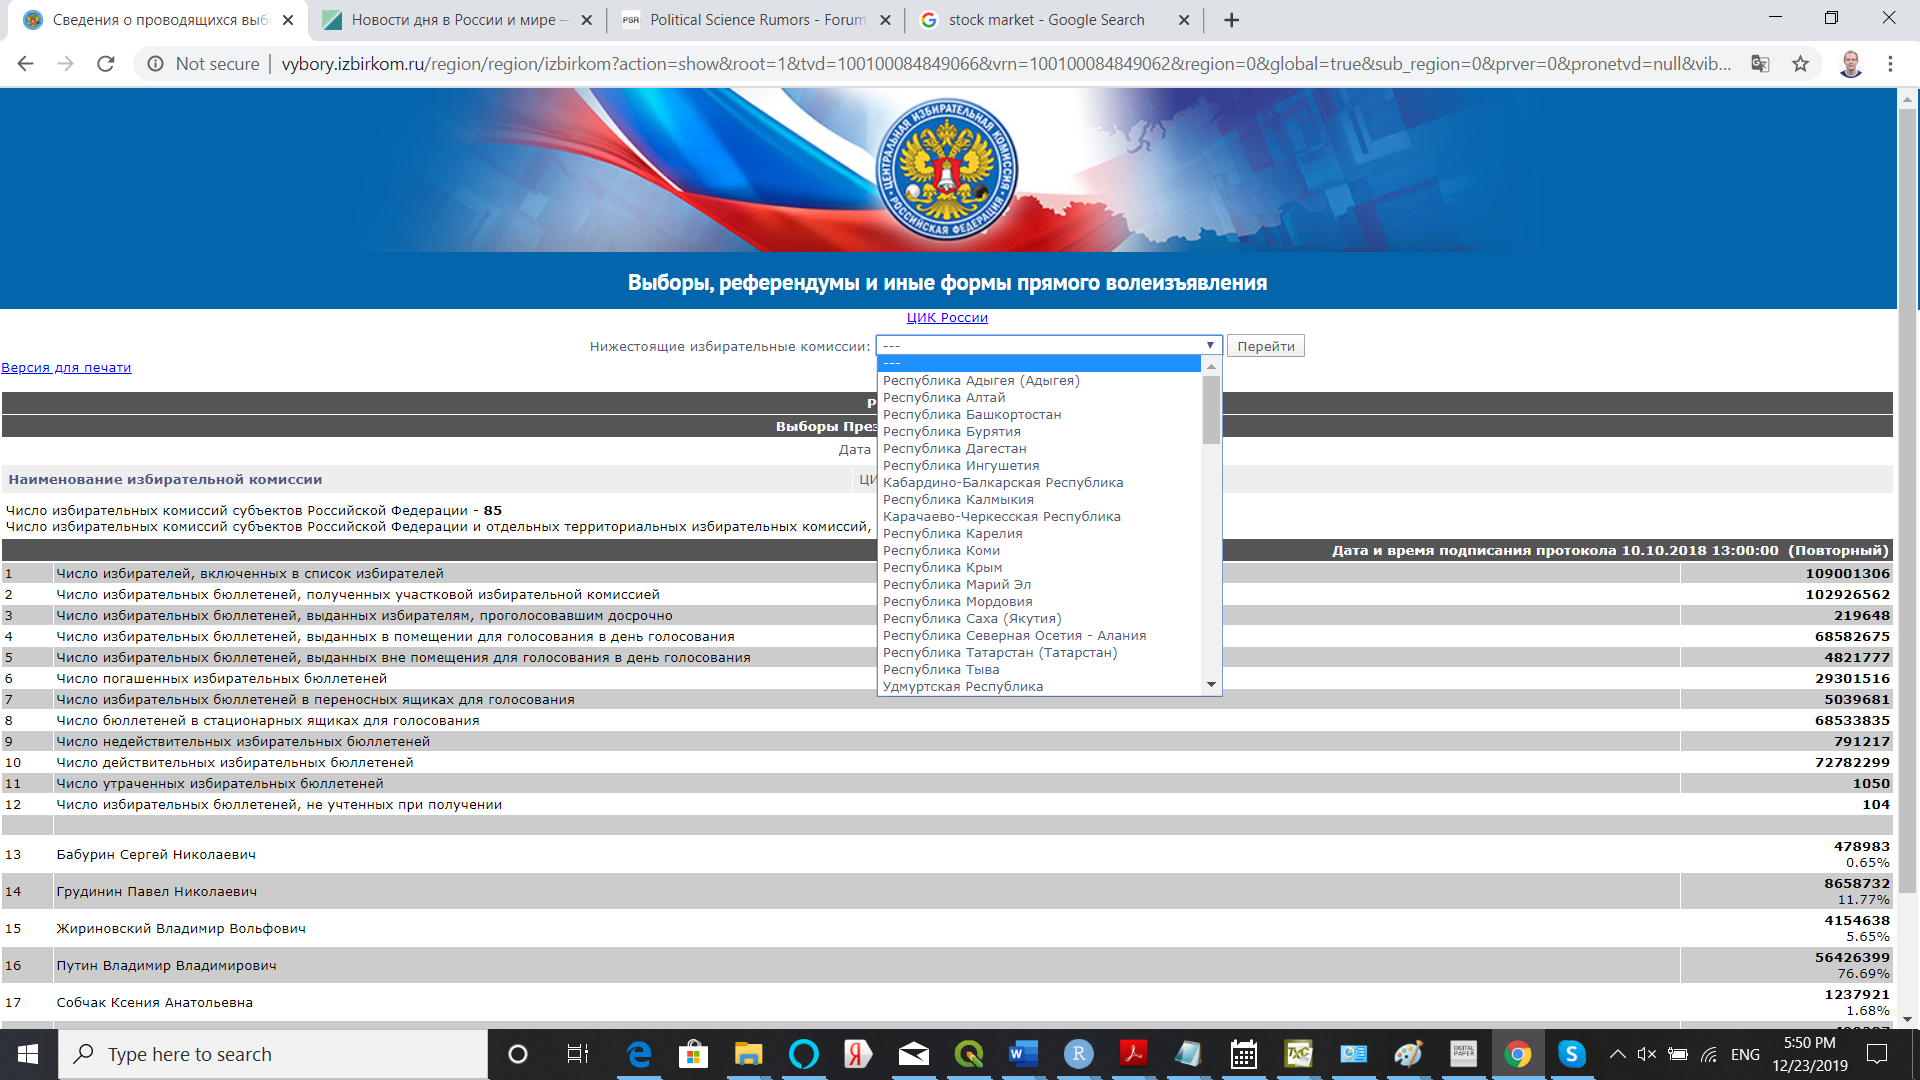 Сведения о проводящихся выбо
Новости дня в России и мире –
PSR Political Science Rumors - Forum
stock market - Google Search
Not secure | vybory.izbirkom.ru/region/region/izbirkom?action=show&root=1&tvd=100100084849066&vrn=100100084849062&region=0&global=true&sub_region=0&prver=0&pronetvd=null&vib...
ЦЕНТРАЛЬНАЯ ИЗБИРАТЕЛЬНАЯ КОМИССИЯ
РОССИЙСКАЯ ФЕДЕРАЦИЯ
Выборы, референдумы и иные формы прямого волеизъявления
ЦИК России
Нижестоящие избирательные комиссии: --- Перейти
Версия для печати
---
Республика Адыгея (Адыгея)
Республика Алтай
Республика Башкортостан
Республика Бурятия
Республика Дагестан
Республика Ингушетия
Кабардино-Балкарская Республика
Республика Калмыкия
Карачаево-Черкесская Республика
Республика Карелия
Республика Коми
Республика Крым
Республика Марий Эл
Республика Мордовия
Республика Саха (Якутия)
Республика Северная Осетия - Алания
Республика Татарстан (Татарстан)
Республика Тыва
Удмуртская Республика
Р
Выборы През
Дата
Наименование избирательной комиссии ЦИ
Число избирательных комиссий субъектов Российской Федерации - 85
Число избирательных комиссий субъектов Российской Федерации и отдельных территориальных избирательных комиссий,
Дата и время подписания протокола 10.10.2018 13:00:00 (Повторный)
1 Число избирателей, включенных в список избирателей 109001306
2 Число избирательных бюллетеней, полученных участковой избирательной комиссией 102926562
3 Число избирательных бюллетеней, выданных избирателям, проголосовавшим досрочно 219648
4 Число избирательных бюллетеней, выданных в помещении для голосования в день голосования 68582675
5 Число избирательных бюллетеней, выданных вне помещения для голосования в день голосования 4821777
6 Число погашенных избирательных бюллетеней 29301516
7 Число избирательных бюллетеней в переносных ящиках для голосования 5039681
8 Число бюллетеней в стационарных ящиках для голосования 68533835
9 Число недействительных избирательных бюллетеней 791217
10 Число действительных избирательных бюллетеней 72782299
11 Число утраченных избирательных бюллетеней 1050
12 Число избирательных бюллетеней, не учтенных при получении 104
13 Бабурин Сергей Николаевич 478983
0.65%
14 Грудинин Павел Николаевич 8658732
11.77%
15 Жириновский Владимир Вольфович 4154638
5.65%
16 Путин Владимир Владимирович 56426399
76.69%
17 Собчак Ксения Анатольевна 1237921
1.68%
Type here to search
DIGITAL PAPER
ENG
5:50 PM
12/23/2019